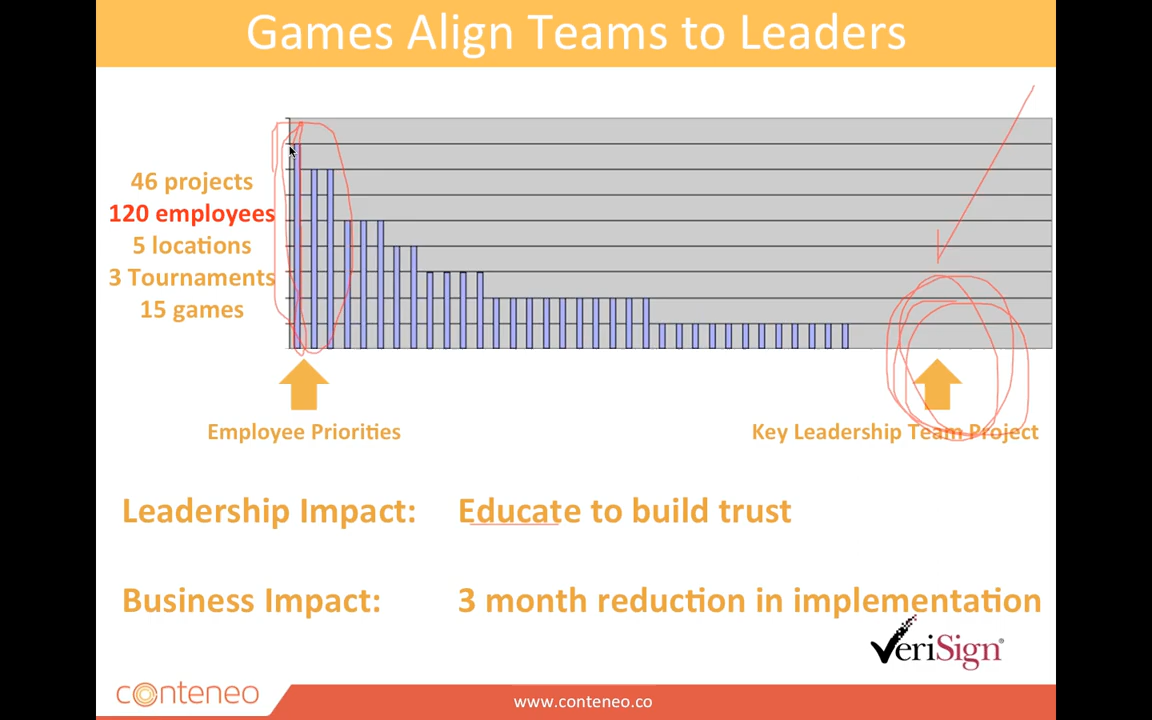 Games Align Teams to Leaders
46 projects
120 employees
5 locations
3 Tournaments
15 games
Employee Priorities
Key Leadership Team Project
Leadership Impact: Educate to build trust
Business Impact: 3 month reduction in implementation
VeriSign®
conteneo
www.conteneo.co